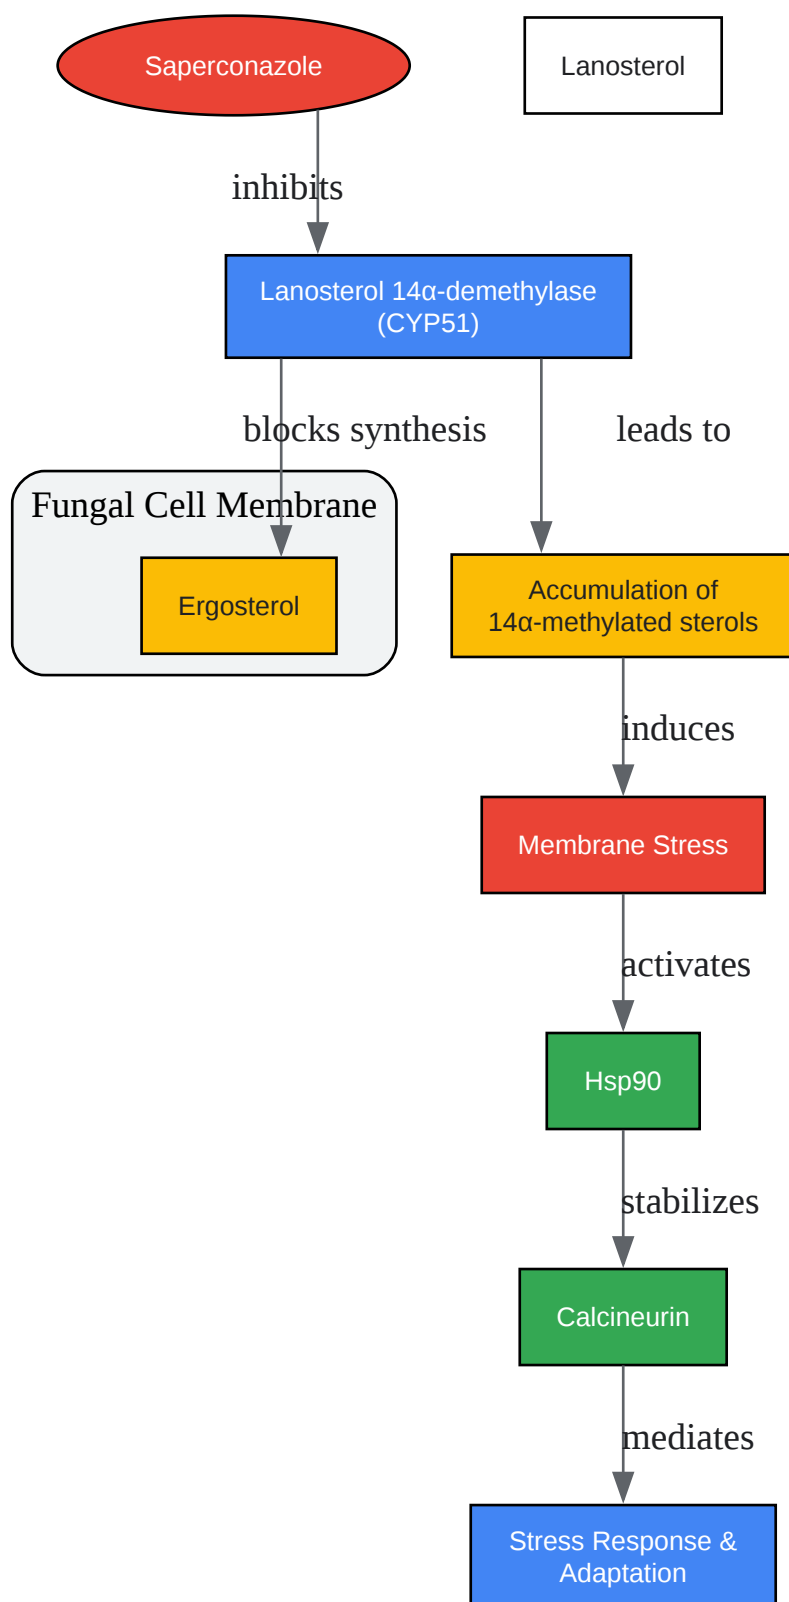 Saperconazole
Lanosterol
inhibits
Lanosterol 14α-demethylase
(CYP51)
blocks synthesis
leads to
Fungal Cell Membrane
Ergosterol
Accumulation of
14α-methylated sterols
induces
Membrane Stress
activates
Hsp90
stabilizes
Calcineurin
mediates
Stress Response &
Adaptation